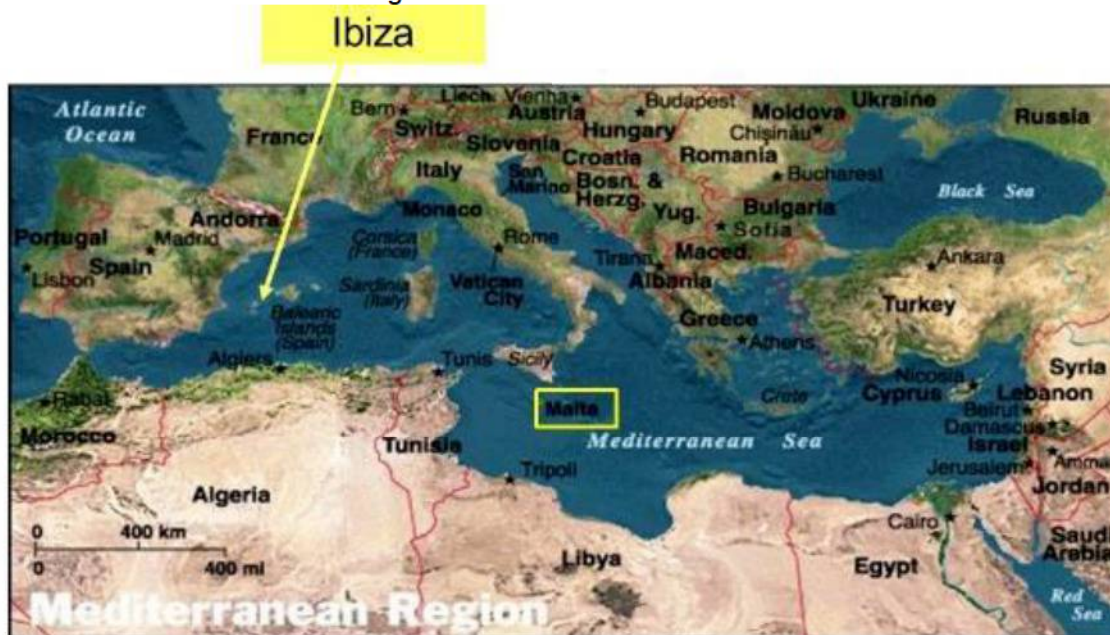 Ibiza
Atlantic
Ocean
Bern
Liech.
Vienna
Austria
Budapest
Moldova
Ukraine
Russia
France
Switz.
Slovenia
Hungary
Chişinău
Italy
San
Marino
Croatia
Romania
Bosn. &
Herzg.
Bucharest
Black Sea
Andorra
Monaco
Yug.
Bulgaria
Portugal
Madrid
Corsica
(France)
Rome
Sofia
Spain
Tirana
Maced.
Ankara
Lisbon
Sardinia
(Italy)
Vatican
City
Albania
Balearic
Islands
(Spain)
Greece
Turkey
Athens
Algiers
Tunis
Sicily
Nicosia
Syria
Rabat
Malta
Crete
Cyprus
Lebanon
Beirut
Morocco
Tunisia
Mediterranean Sea
Damascus
Israel
Tripoli
Jerusalem
Amman
Jordan
Algeria
Cairo
Saudi
Arabia
0 400 km
0 400 mi
Libya
Egypt
Red
Sea
Mediterranean Region